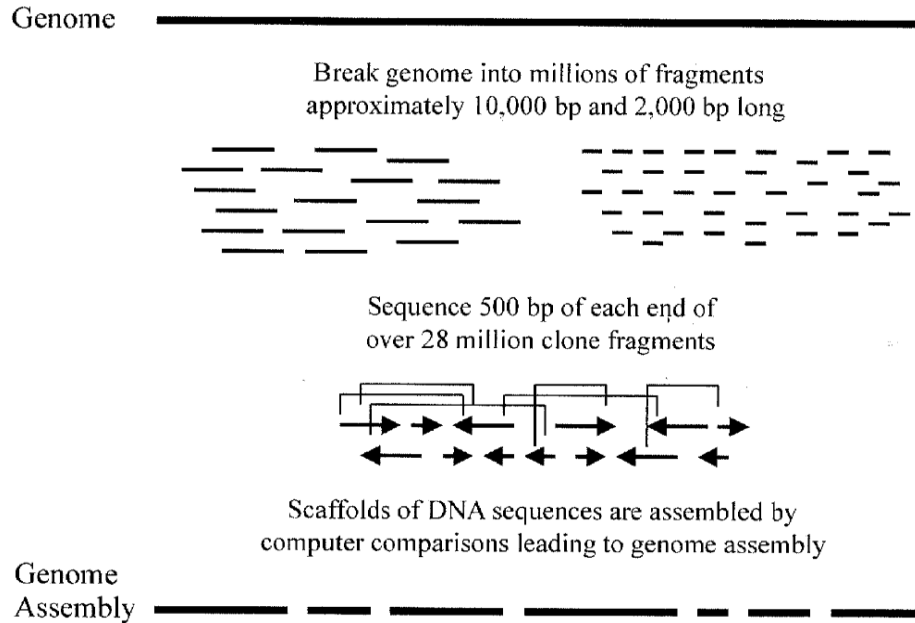 Genome
Break genome into millions of fragments
approximately 10,000 bp and 2,000 bp long
Sequence 500 bp of each end of
over 28 million clone fragments
Scaffolds of DNA sequences are assembled by
computer comparisons leading to genome assembly
Genome
Assembly